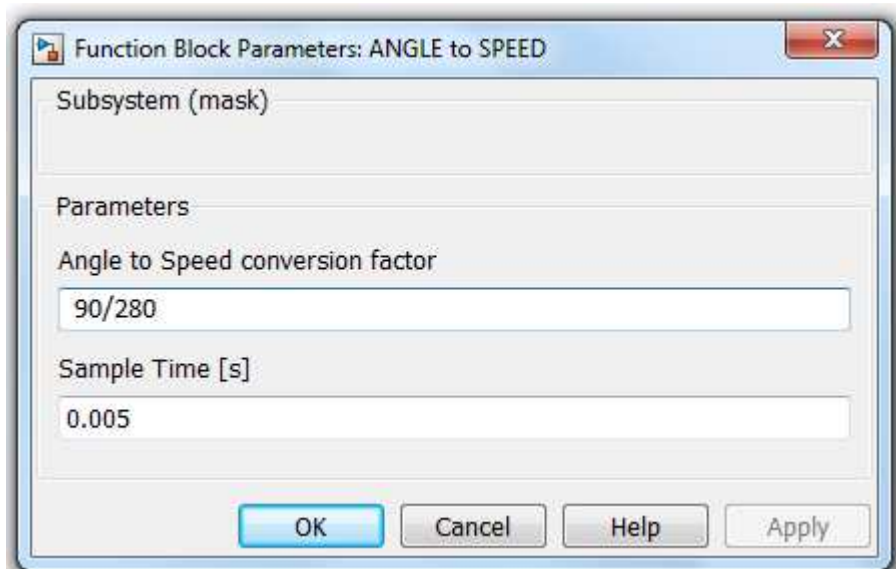 Function Block Parameters: ANGLE to SPEED
Subsystem (mask)
Parameters
Angle to Speed conversion factor
90/280
Sample Time [s]
0.005
OK Cancel Help Apply